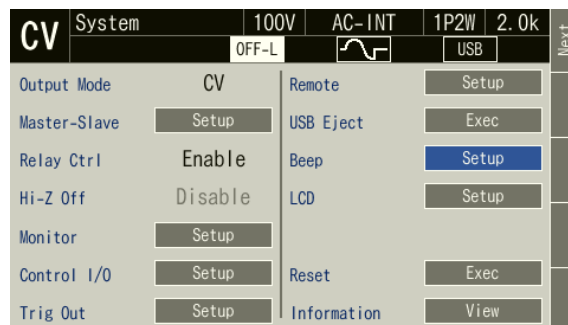 CV System 100V AC-INT 1P2W 2.0k
OFF-L USB
Next
Output Mode CV
Master-Slave Setup
Relay Ctrl Enable
Hi-Z Off Disable
Monitor Setup
Control I/O Setup
Trig Out Setup
Remote Setup
USB Eject Exec
Beep Setup
LCD Setup
Reset Exec
Information View